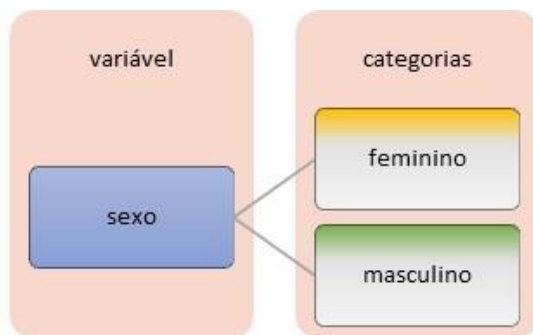 variável
categorias
sexo
feminino
masculino